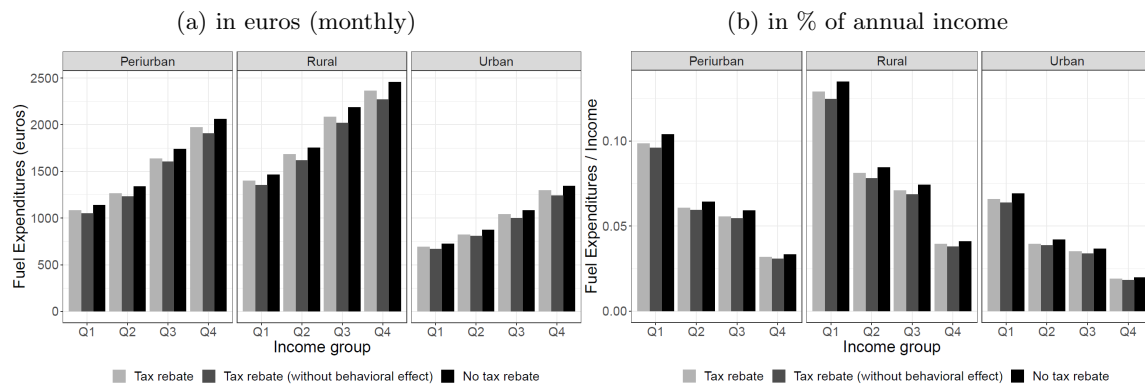 (a) in euros (monthly)
Periurban Rural Urban
Fuel Expenditures (euros)
2500
2000
1500
1000
500
0
Q1 Q2 Q3 Q4 Q1 Q2 Q3 Q4 Q1 Q2 Q3 Q4
Income group
Tax rebate Tax rebate (without behavioral effect) No tax rebate
(b) in % of annual income
Periurban Rural Urban
Fuel Expenditures / Income
0.10
0.05
0.00
Q1 Q2 Q3 Q4 Q1 Q2 Q3 Q4 Q1 Q2 Q3 Q4
Income group
Tax rebate Tax rebate (without behavioral effect) No tax rebate